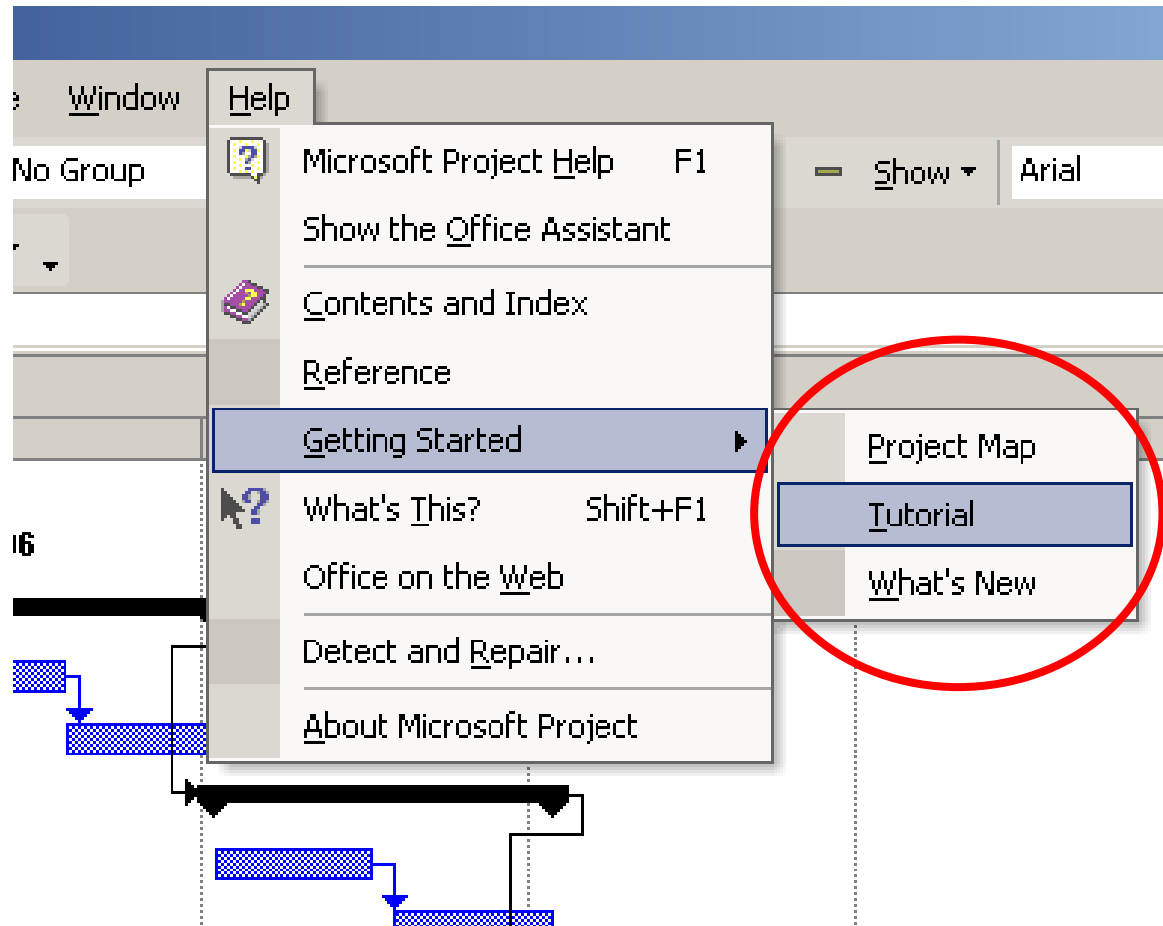 Window Help
No Group
Microsoft Project Help F1
Show Arial
Show the Office Assistant
Contents and Index
Reference
Getting Started
Project Map
What's This? Shift+F1
Tutorial
Office on the Web
What's New
Detect and Repair...
About Microsoft Project